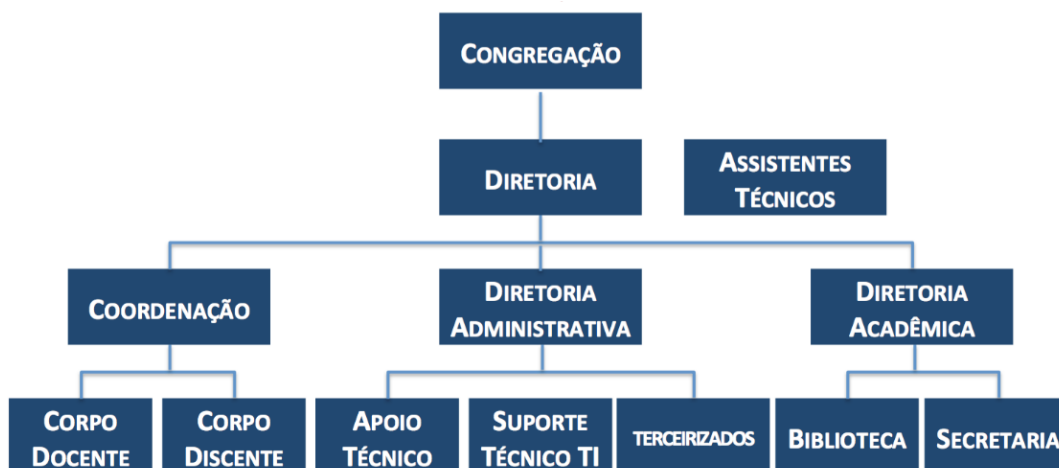 CONGREGAÇÃO
DIRETORIA
ASSISTENTES
TÉCNICOS
COORDENAÇÃO
DIRETORIA
ADMINISTRATIVA
DIRETORIA
ACADÊMICA
CORPO
DOCENTE
CORPO
DISCENTE
APOIO
TÉCNICO
SUPORTE
TÉCNICO TI
TERCEIRIZADOS
BIBLIOTECA
SECRETARIA